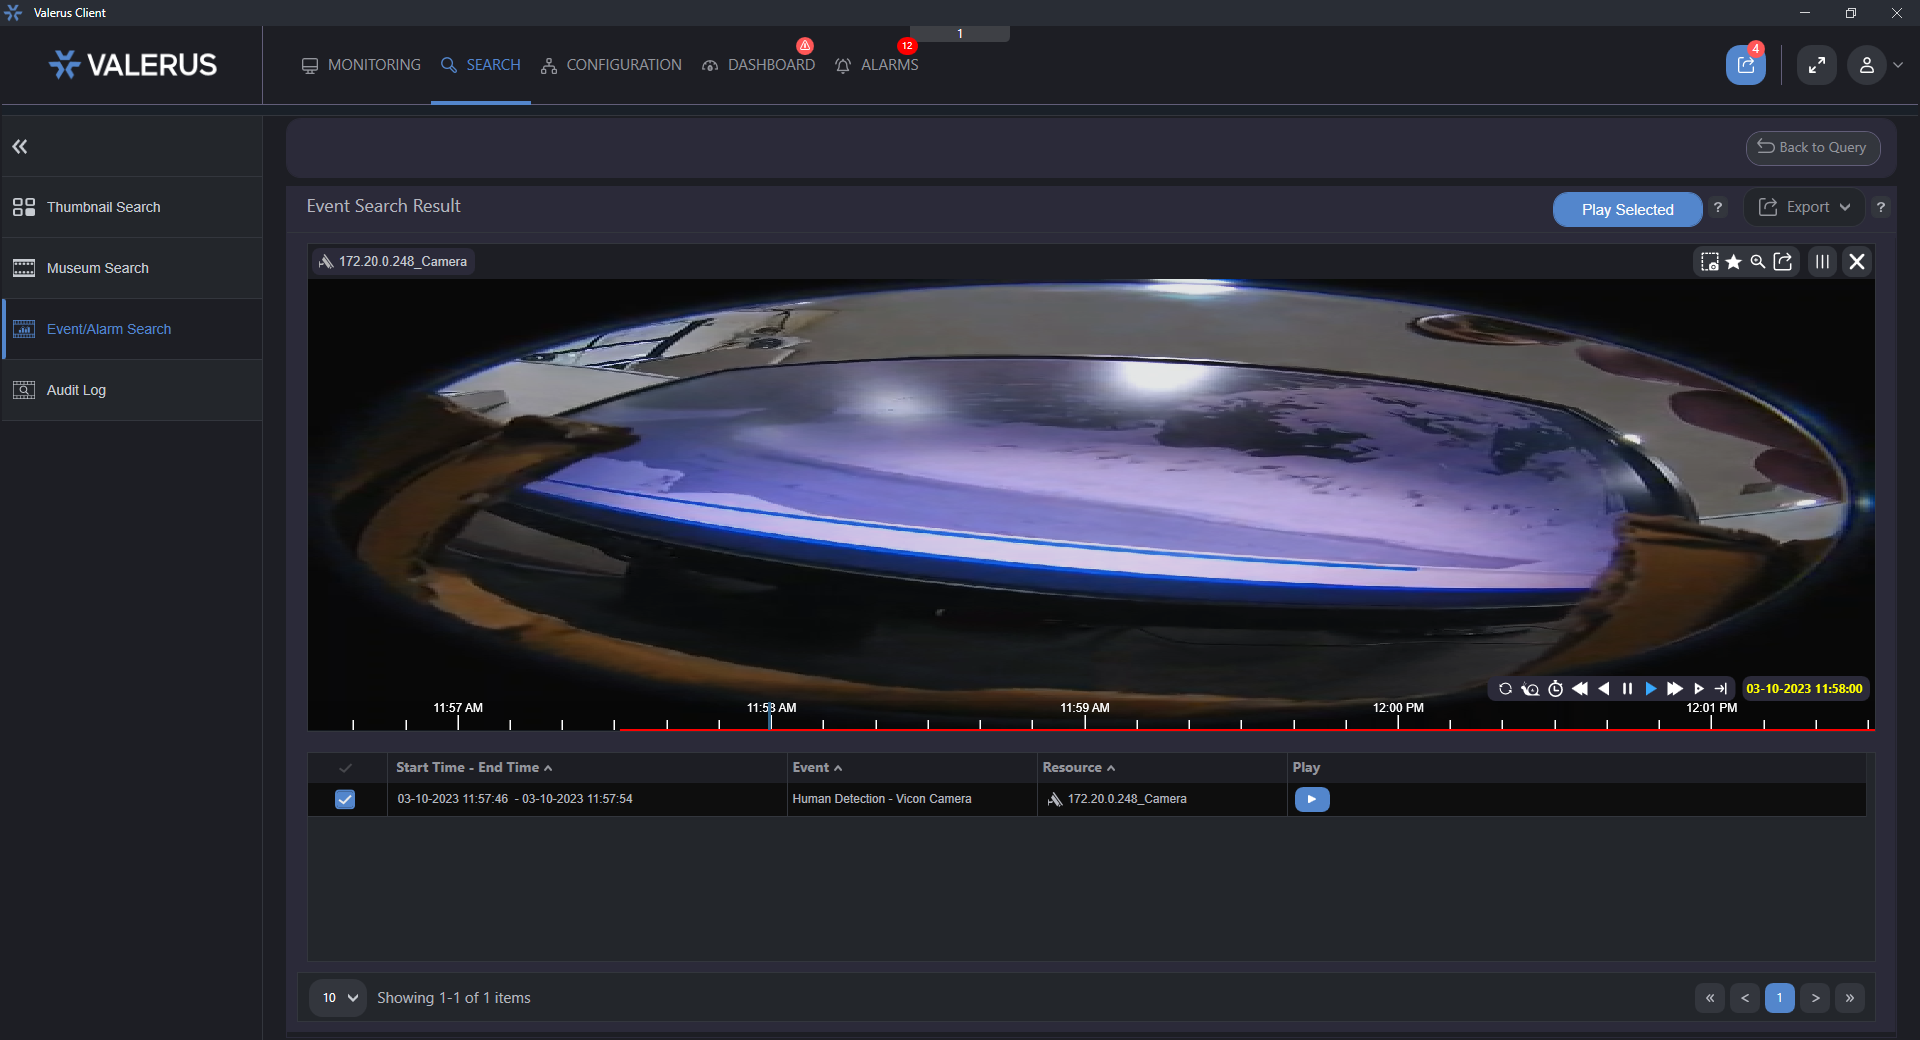 Valerus Client
1
VALERUS
MONITORING
SEARCH
CONFIGURATION
DASHBOARD
12
ALARMS
4
Back to Query
Thumbnail Search
Museum Search
Event/Alarm Search
Audit Log
Event Search Result
Play Selected
?
Export
?
172.20.0.248_Camera
03-10-2023 11:58:00
11:57 AM
11:58 AM
11:59 AM
12:00 PM
12:01 PM
Start Time - End Time
Event
Resource
Play
03-10-2023 11:57:46 - 03-10-2023 11:57:54
Human Detection - Vicon Camera
172.20.0.248_Camera
10
Showing 1-1 of 1 items
« < 1 > »